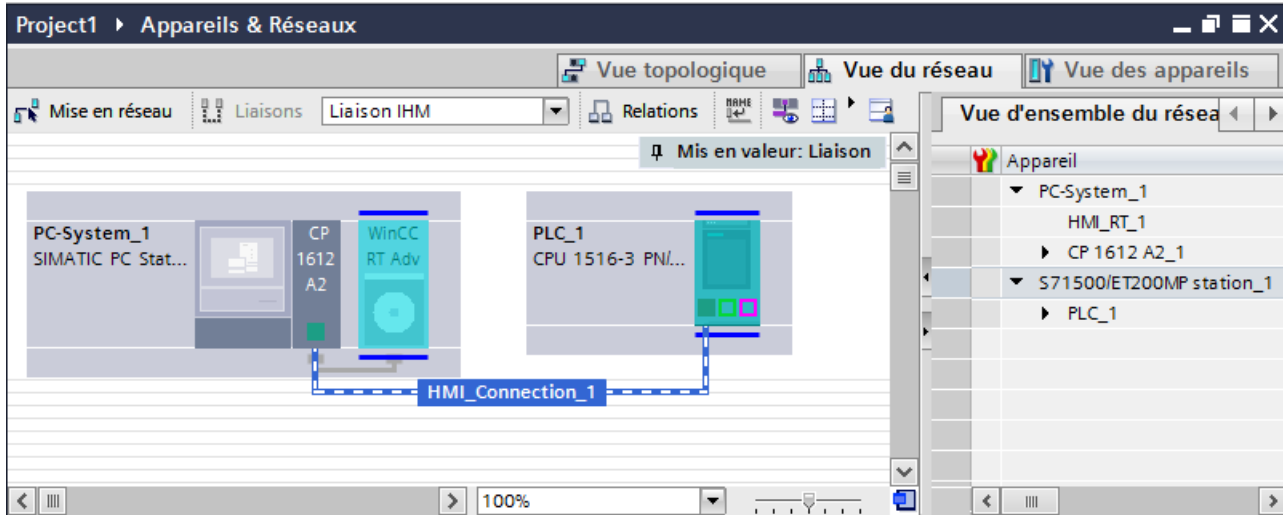 Project1 ▸ Appareils & Réseaux
Vue topologique
Vue du réseau
Vue des appareils
Mise en réseau
Liaisons
Liaison IHM
Relations
NAME
Vue d'ensemble du résea
Mis en valeur: Liaison
Appareil
PC-System_1
HMI_RT_1
CP 1612 A2_1
S71500/ET200MP station_1
PLC_1
PC-System_1
SIMATIC PC Stat...
CP
1612
A2
WinCC
RT Adv
PLC_1
CPU 1516-3 PN/...
HMI_Connection_1
100%